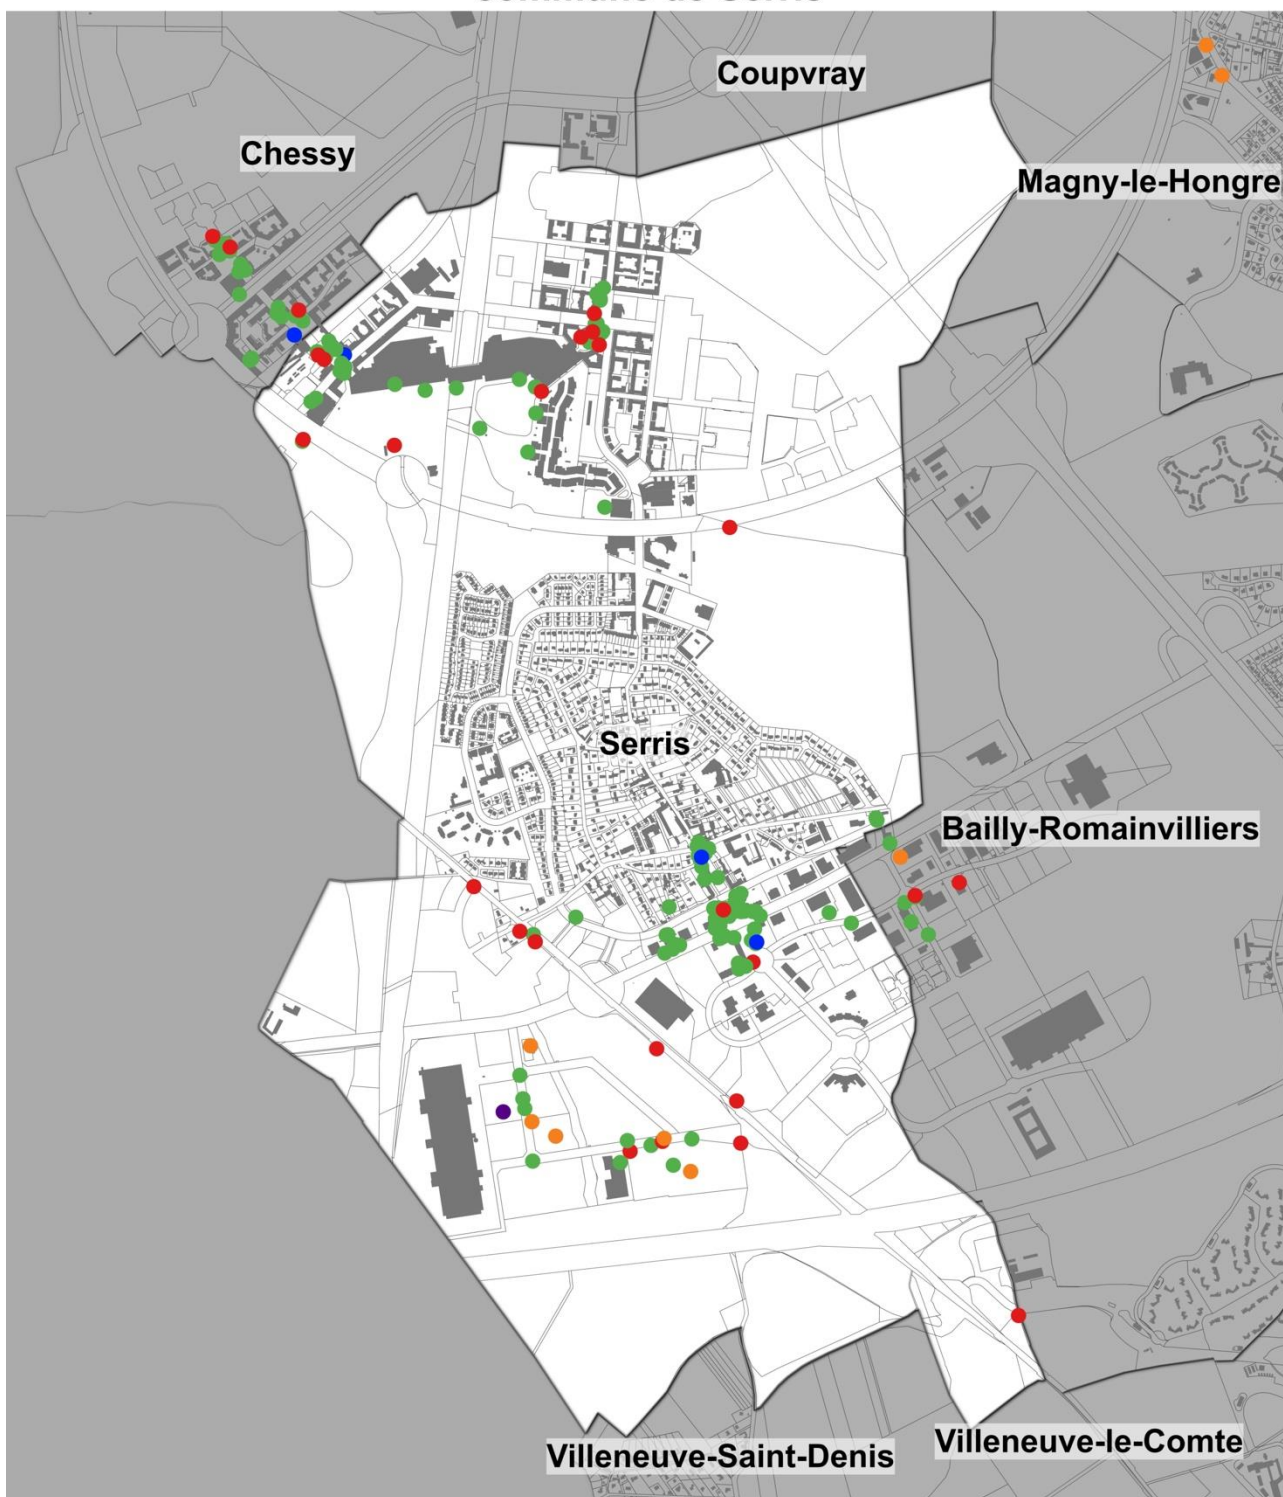 Coupvray
Chessy
Magny-le-Hongre
Serris
Bailly-Romainvilliers
Villeneuve-le-Comte
Villeneuve-Saint-Denis